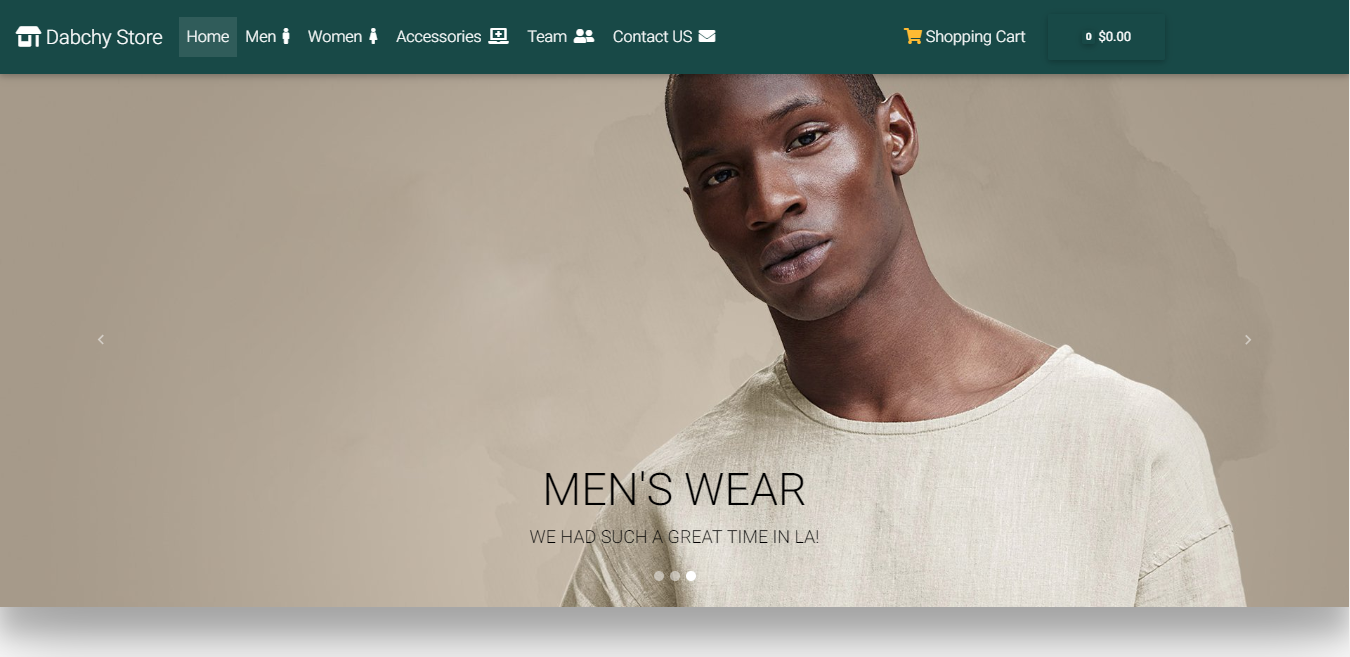 Dabchy Store Home Men Women Accessories Team Contact US Shopping Cart 0 $0.00
MEN'S WEAR
WE HAD SUCH A GREAT TIME IN LA!